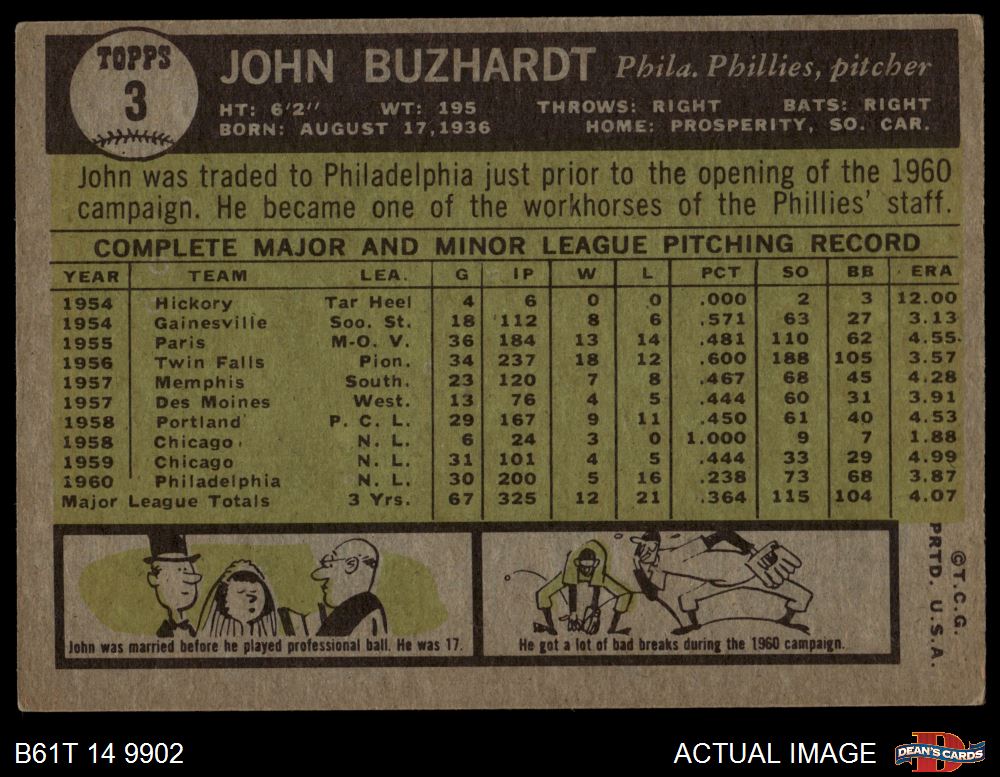 TOPPS
3
JOHN BUZHARDT Phila. Phillies, pitcher
HT: 6'2" WT: 195 THROWS: RIGHT BATS: RIGHT
BORN: AUGUST 17, 1936 HOME: PROSPERITY, SO. CAR.
John was traded to Philadelphia just prior to the opening of the 1960
campaign. He became one of the workhorses of the Phillies' staff.
COMPLETE MAJOR AND MINOR LEAGUE PITCHING RECORD
YEAR TEAM LEA. G IP W L PCT SO BB ERA
1954 Hickory Tar Heel 4 6 0 0 .000 2 3 12.00
1954 Gainesville Soo. St. 18 112 8 6 .571 63 27 3.13
1955 Paris M-O. V. 36 184 13 14 .481 110 62 4.55
1956 Twin Falls Pion. 34 237 18 12 .600 188 105 3.57
1957 Memphis South. 23 120 7 8 .467 68 45 4.28
1957 Des Moines West. 13 76 4 5 .444 60 31 3.91
1958 Portland P. C. L. 29 167 9 11 .450 61 40 4.53
1958 Chicago N. L. 6 24 3 0 1.000 9 7 1.88
1959 Chicago N. L. 31 101 4 5 .444 33 29 4.99
1960 Philadelphia N. L. 30 200 5 16 .238 73 68 3.87
Major League Totals 3 Yrs. 67 325 12 21 .364 115 104 4.07
John was married before he played professional ball. He was 17.
He got a lot of bad breaks during the 1960 campaign.
©T.C.G.
PRTD. U.S.A.
B61T 14 9902
ACTUAL IMAGE
D
DEAN'S CARDS